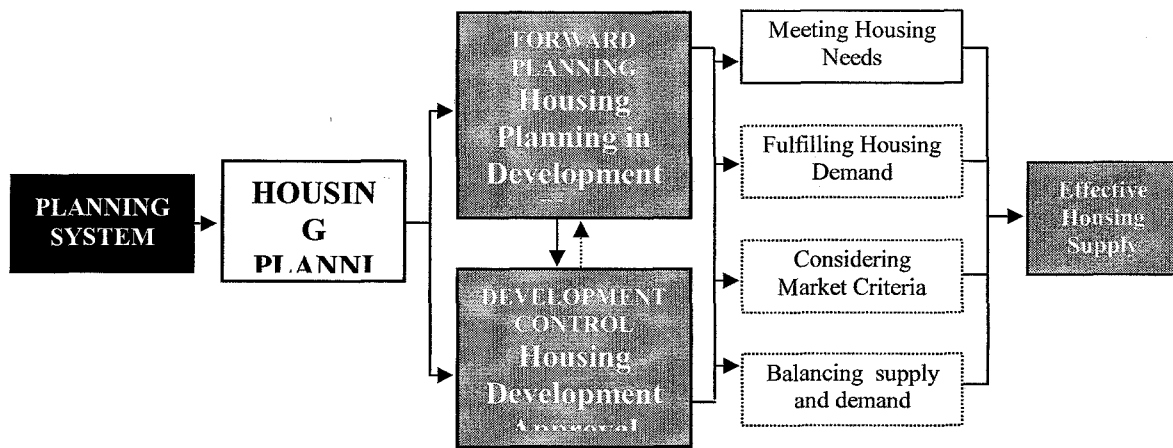 PLANNING
SYSTEM
HOUSIN
G
PLANNI
FORWARD
PLANNING
Housing
Planning in
Development
DEVELOPMENT
CONTROL
Housing
Development
Approval
Meeting Housing
Needs
Fulfilling Housing
Demand
Considering
Market Criteria
Balancing supply
and demand
Effective
Housing
Supply